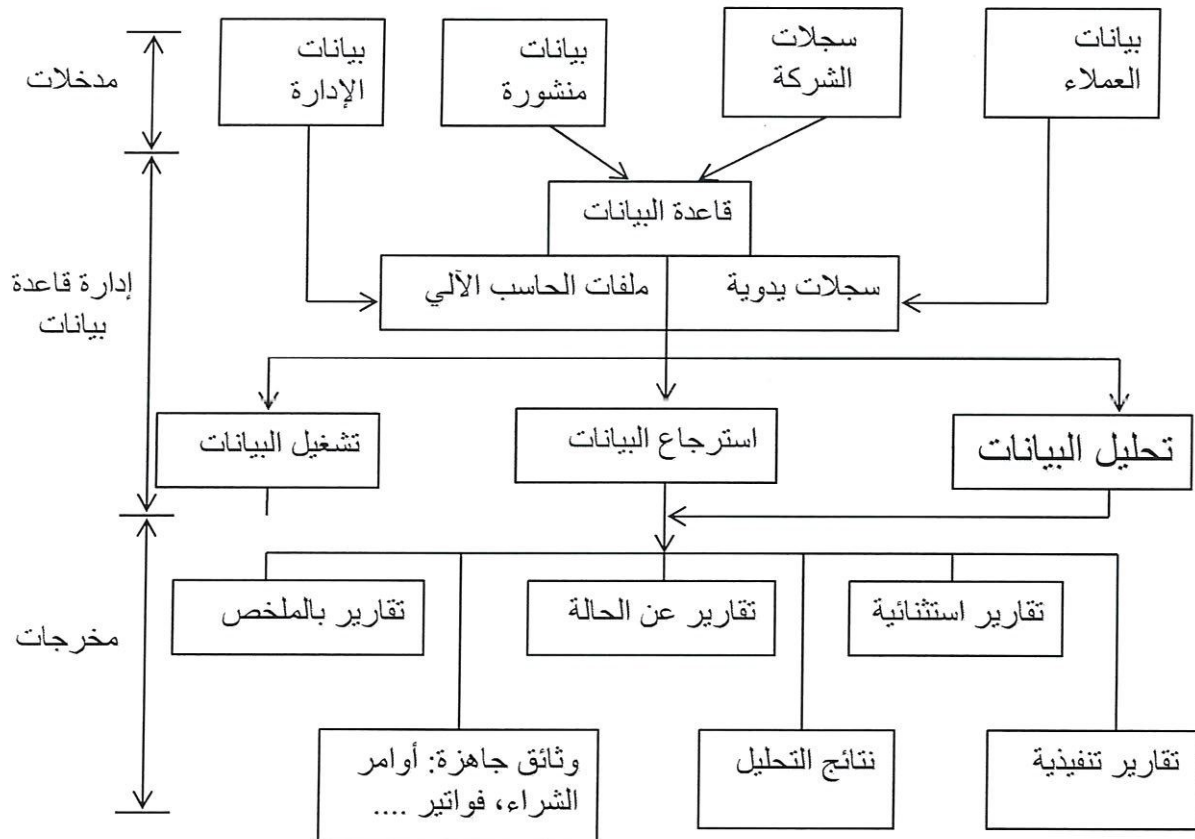 بيانات
العملاء
سجلات
الشركة
بيانات
منشورة
بيانات
الإدارة
مدخلات
قاعدة البيانات
سجلات يدوية
ملفات الحاسب الآلي
إدارة قاعدة
بيانات
تحليل البيانات
استرجاع البيانات
تشغيل البيانات
تقارير استثنائية
تقارير عن الحالة
تقارير بالملخص
مخرجات
تقارير تنفيذية
نتائج التحليل
وثائق جاهزة: أوامر
الشراء، فواتير ....